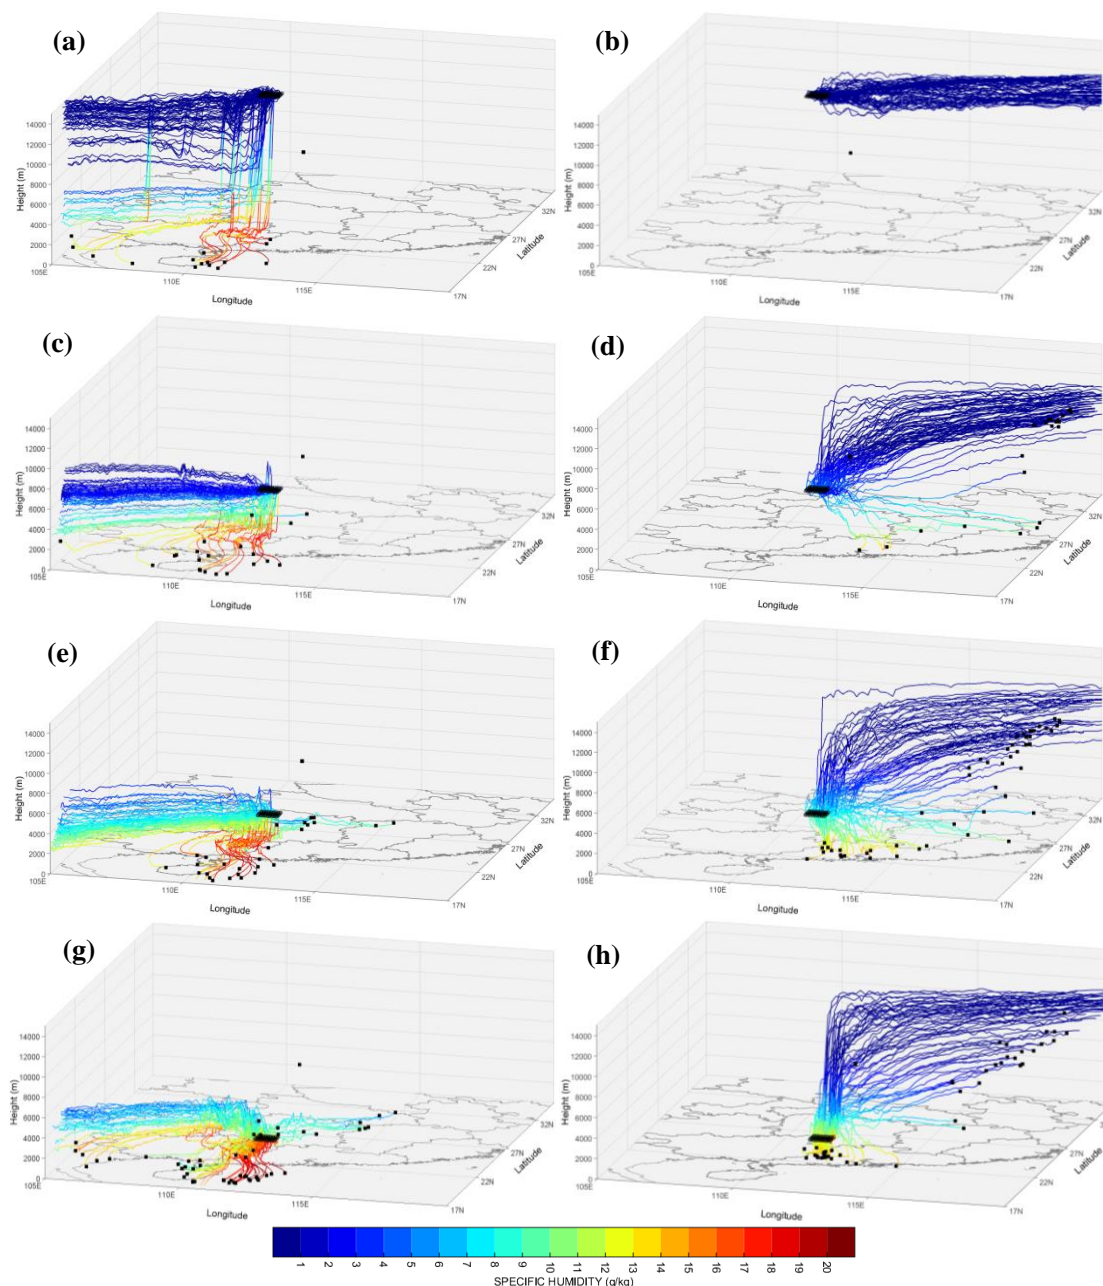 (a)
14000
12000
10000
8000
6000
4000
2000
0
Height (m)
105E
110E
115E
17N
22N
27N
32N
Longitude
Latitude
(b)
14000
12000
10000
8000
6000
4000
2000
0
Height (m)
105E
110E
115E
17N
22N
27N
32N
Longitude
Latitude
(c)
14000
12000
10000
8000
6000
4000
2000
0
Height (m)
105E
110E
115E
17N
22N
27N
32N
Longitude
Latitude
(d)
14000
12000
10000
8000
6000
4000
2000
0
Height (m)
105E
110E
115E
17N
22N
27N
32N
Longitude
Latitude
(e)
14000
12000
10000
8000
6000
4000
2000
0
Height (m)
105E
110E
115E
17N
22N
27N
32N
Longitude
Latitude
(f)
14000
12000
10000
8000
6000
4000
2000
0
Height (m)
105E
110E
115E
17N
22N
27N
32N
Longitude
Latitude
(g)
14000
12000
10000
8000
6000
4000
2000
0
Height (m)
105E
110E
115E
17N
22N
27N
32N
Longitude
Latitude
(h)
14000
12000
10000
8000
6000
4000
2000
0
Height (m)
105E
110E
115E
17N
22N
27N
32N
Longitude
Latitude
1 2 3 4 5 6 7 8 9 10 11 12 13 14 15 16 17 18 19 20
SPECIFIC HUMIDITY (g/kg)